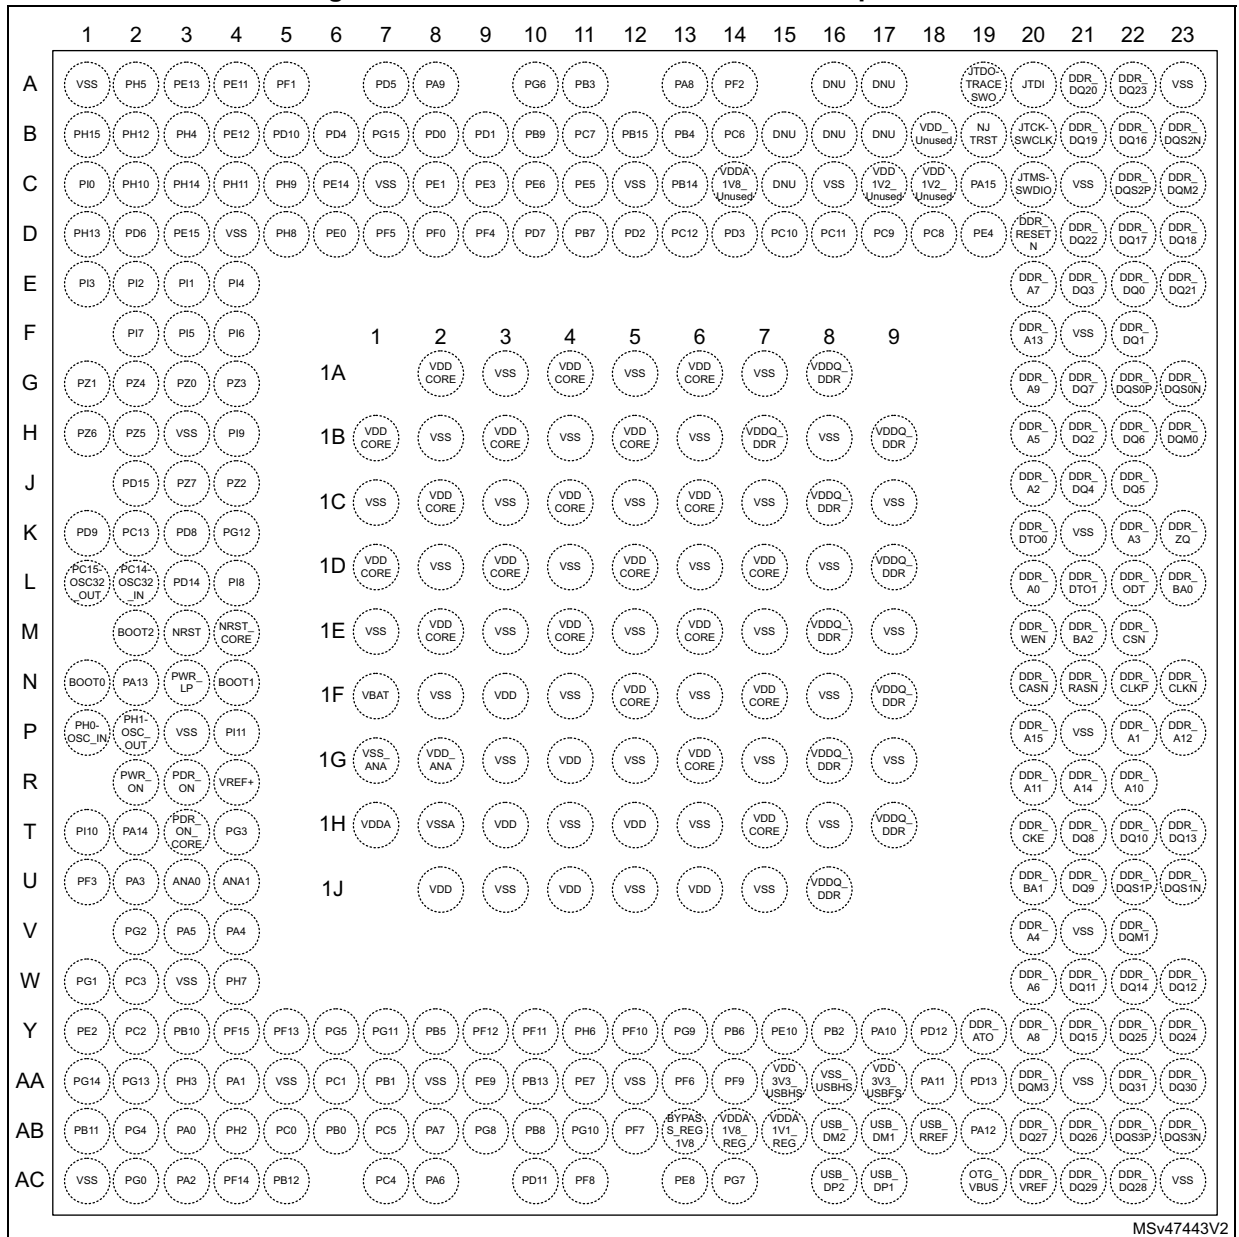 1 2 3 4 5 6 7 8 9 10 11 12 13 14 15 16 17 18 19 20 21 22 23
A VSS PH5 PE13 PE11 PF1 PD5 PA9 PG6 PB3 PA8 PF2 DNU DNU JTDO-TRACESWO JTDI DDR_DQ20 DDR_DQ23 VSS
B PH15 PH12 PH4 PE12 PD10 PD4 PG15 PD0 PD1 PB9 PC7 PB15 PB4 PC6 DNU DNU DNU VDD_Unused NJTRST JTCK-SWCLK DDR_DQ19 DDR_DQ16 DDR_DQS2N
C PI0 PH10 PH14 PH11 PH9 PE14 VSS PE1 PE3 PE6 PE5 VSS PB14 VDDA1V8_Unused DNU VSS VDD1V2_Unused VDD1V2_Unused PA15 JTMS-SWDIO VSS DDR_DQS2P DDR_DQM2
D PH13 PD6 PE15 VSS PH8 PE0 PF5 PF0 PF4 PD7 PB7 PD2 PC12 PD3 PC10 PC11 PC9 PC8 PE4 DDR_RESETN DDR_DQ22 DDR_DQ17 DDR_DQ18
E PI3 PI2 PI1 PI4 DDR_A7 DDR_DQ3 DDR_DQ0 DDR_DQ21
F PI7 PI5 PI6 DDR_A13 VSS DDR_DQ1
1 2 3 4 5 6 7 8 9
1A VDDCORE VSS VDDCORE VSS VDDCORE VSS VDDQ_DDR
G PZ1 PZ4 PZ0 PZ3 DDR_A9 DDR_DQ7 DDR_DQS0P DDR_DQS0N
H PZ6 PZ5 VSS PI9 DDR_A5 DDR_DQ2 DDR_DQ6 DDR_DQM0
1B VDDCORE VSS VDDCORE VSS VDDCORE VSS VDDQ_DDR VSS VDDQ_DDR
J PD15 PZ7 PZ2 DDR_A2 DDR_DQ4 DDR_DQ5
1C VSS VDDCORE VSS VDDCORE VSS VDDCORE VSS VDDQ_DDR VSS
K PD9 PC13 PD8 PG12 DDR_DTO0 VSS DDR_A3 DDR_ZQ
1D VDDCORE VSS VDDCORE VSS VDDCORE VSS VDDCORE VSS VDDQ_DDR
L PC15-OSC32_OUT PC14-OSC32_IN PD14 PI8 DDR_A0 DDR_DTO1 DDR_ODT DDR_BA0
M BOOT2 NRST NRST_CORE DDR_WEN DDR_BA2 DDR_CSN
1E VSS VDDCORE VSS VDDCORE VSS VDDCORE VSS VDDQ_DDR VSS
N BOOT0 PA13 PWR_LP BOOT1 DDR_CASN DDR_RASN DDR_CLKP DDR_CLKN
1F VBAT VSS VDD VSS VDDCORE VSS VDDCORE VSS VDDQ_DDR
P PH0-OSC_IN PH1-OSC_OUT VSS PI11 DDR_A15 VSS DDR_A1 DDR_A12
1G VSS_ANA VDD_ANA VSS VDD VSS VDDCORE VSS VDDQ_DDR VSS
R PWR_ON PDR_ON VREF+ DDR_A11 DDR_A14 DDR_A10
1H VDDA VSSA VDD VSS VDD VSS VDDCORE VSS VDDQ_DDR
T PI10 PA14 PDR_ON_CORE PG3 DDR_CKE DDR_DQ8 DDR_DQ10 DDR_DQ13
U PF3 PA3 ANA0 ANA1 DDR_BA1 DDR_DQ9 DDR_DQS1P DDR_DQS1N
1J VDD VSS VDD VSS VDD VSS VDDQ_DDR
V PG2 PA5 PA4 DDR_A4 VSS DDR_DQM1
W PG1 PC3 VSS PH7 DDR_A6 DDR_DQ11 DDR_DQ14 DDR_DQ12
Y PE2 PC2 PB10 PF15 PF13 PG5 PG11 PB5 PF12 PF11 PH6 PF10 PG9 PB6 PE10 PB2 PA10 PD12 DDR_ATO DDR_A8 DDR_DQ15 DDR_DQ25 DDR_DQ24
AA PG14 PG13 PH3 PA1 VSS PC1 PB1 VSS PE9 PB13 PE7 VSS PF6 PF9 VDD3V3_USBHS VSS_USBHS VDD3V3_USBFS PA11 PD13 DDR_DQM3 VSS DDR_DQ31 DDR_DQ30
AB PB11 PG4 PA0 PH2 PC0 PB0 PC5 PA7 PG8 PB8 PG10 PF7 BYPASS_REG1V8 VDDA1V8_REG VDDA1V1_REG USB_DM2 USB_DM1 USB_RREF PA12 DDR_DQ27 DDR_DQ26 DDR_DQS3P DDR_DQS3N
AC VSS PG0 PA2 PF14 PB12 PC4 PA6 PD11 PF8 PE8 PG7 USB_DP2 USB_DP1 OTG_VBUS DDR_VREF DDR_DQ29 DDR_DQ28 VSS
MSv47443V2